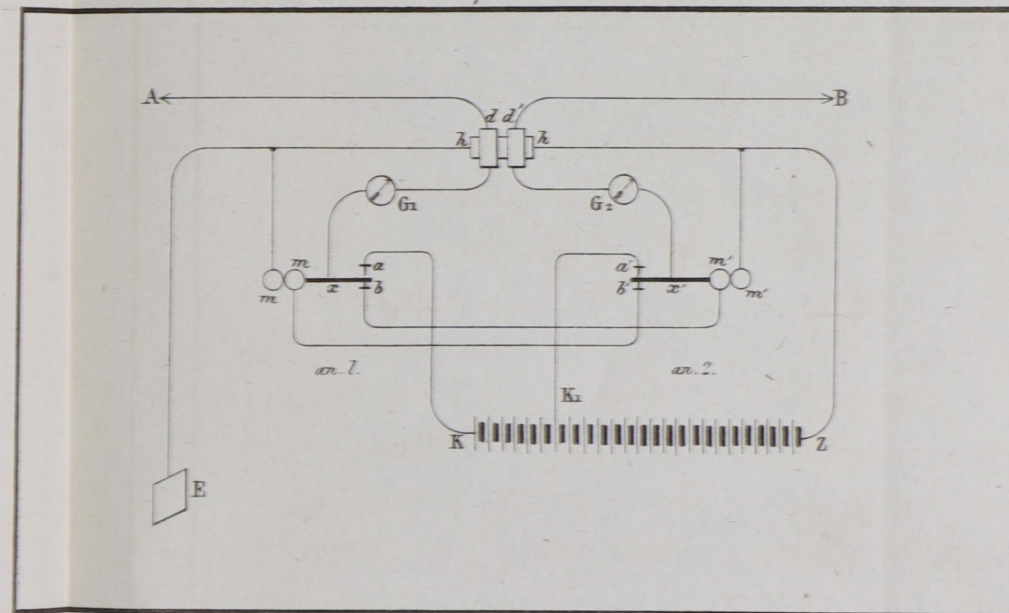 A B
d d'
h h
G1 G2
m a a' m'
x b b' x'
m m'
an. 1. an. 2.
K1
K Z
E